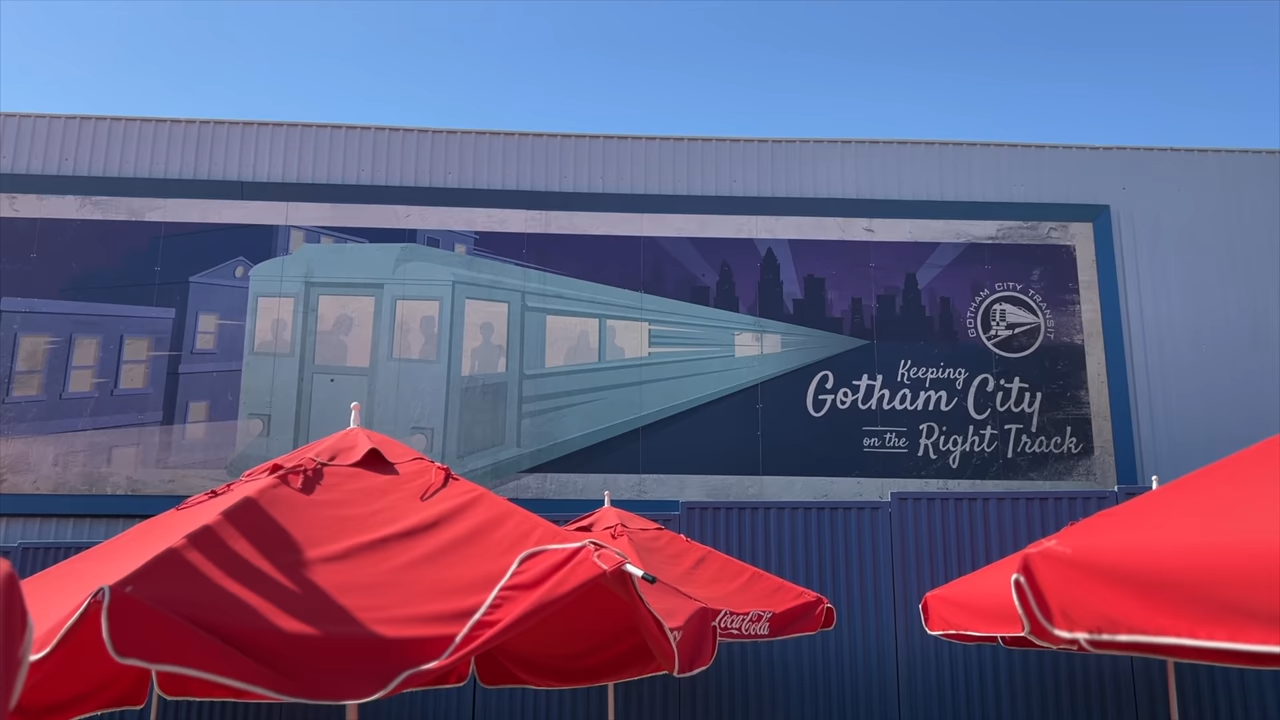 GOTHAM CITY TRANSIT
Keeping
Gotham City
on the Right Track
Coca-Cola